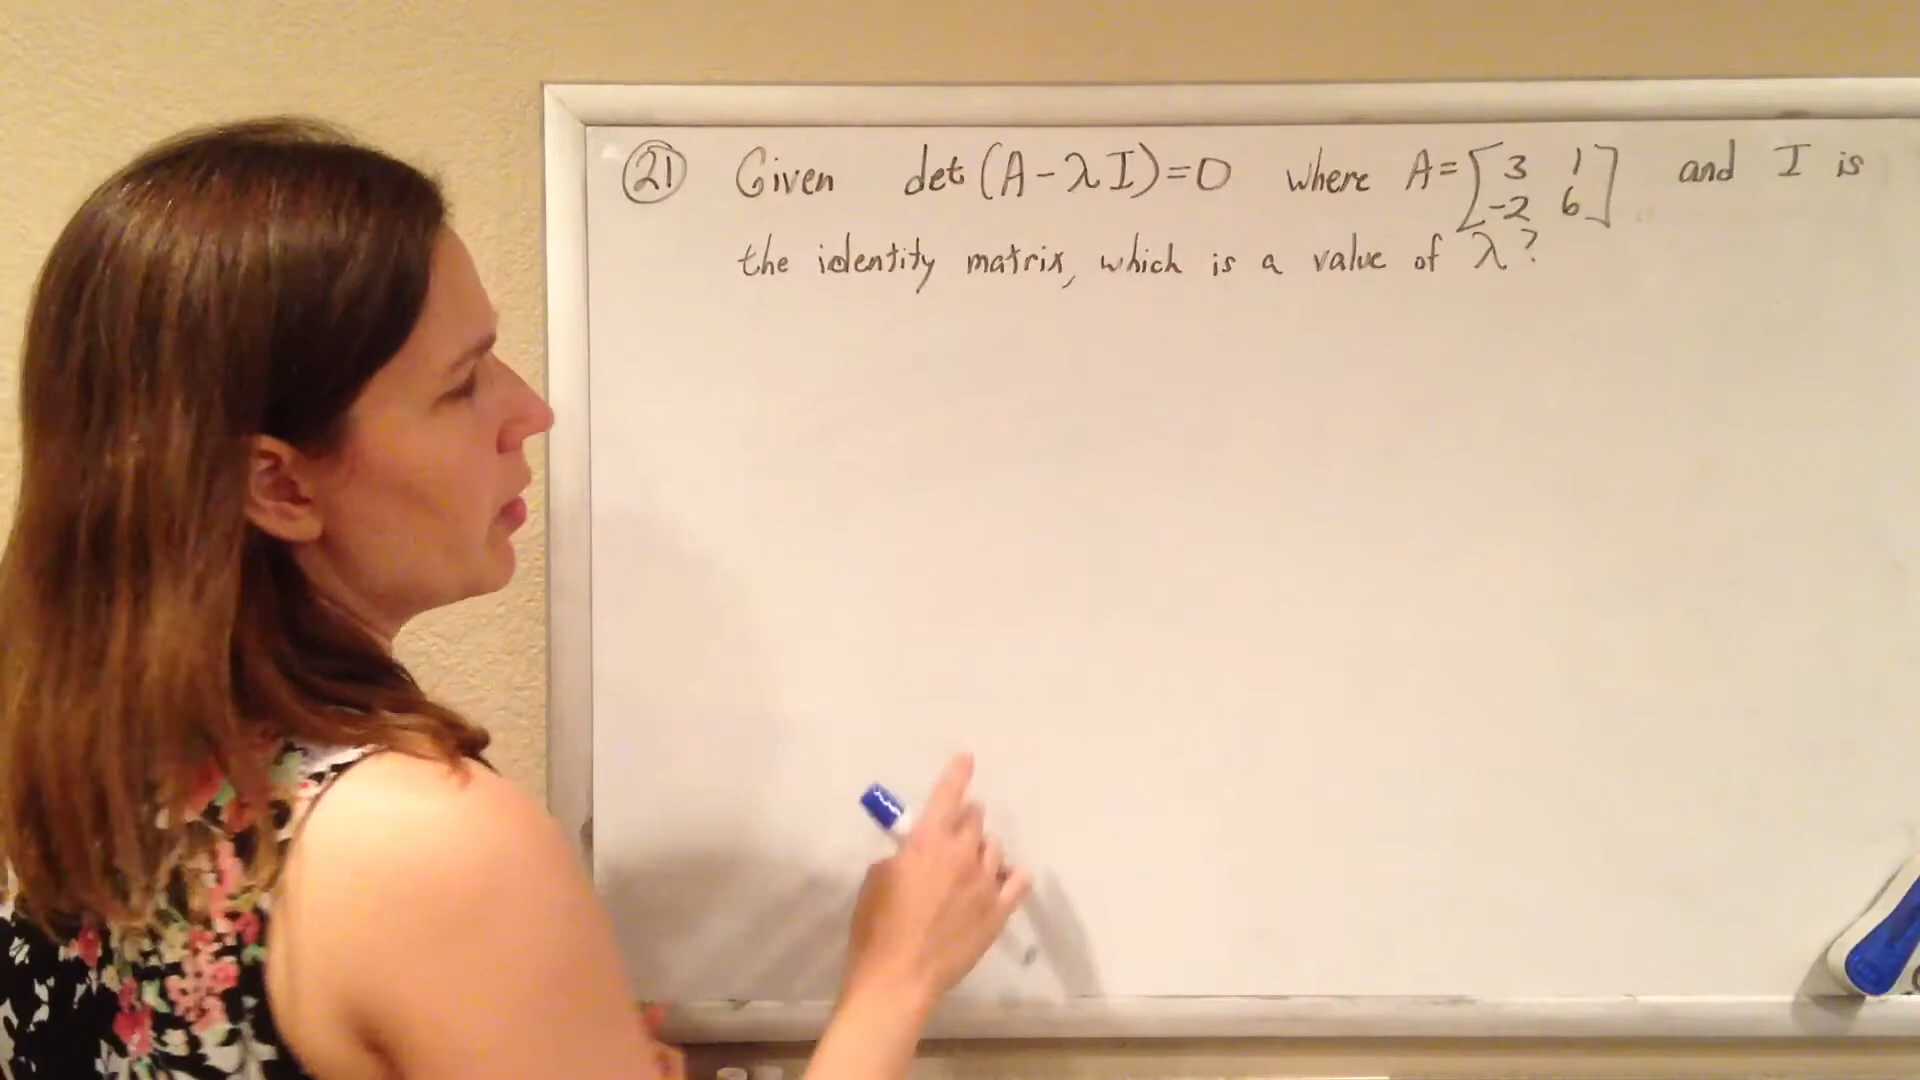 21 Given det (A - λI) = 0 where A = [3 1 and I is
-2 6]
the identity matrix, which is a value of λ?